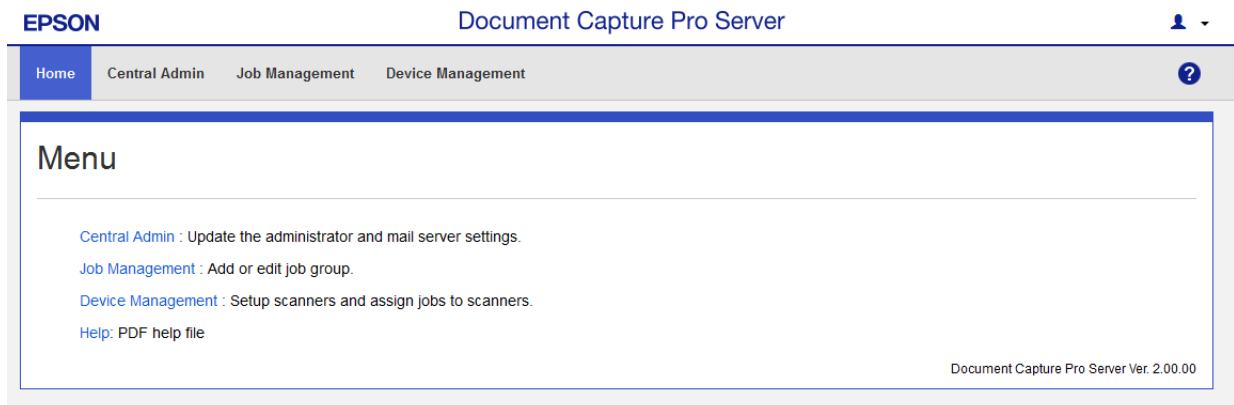 EPSON Document Capture Pro Server
Home Central Admin Job Management Device Management ?
Menu
Central Admin : Update the administrator and mail server settings.
Job Management : Add or edit job group.
Device Management : Setup scanners and assign jobs to scanners.
Help: PDF help file
Document Capture Pro Server Ver. 2.00.00